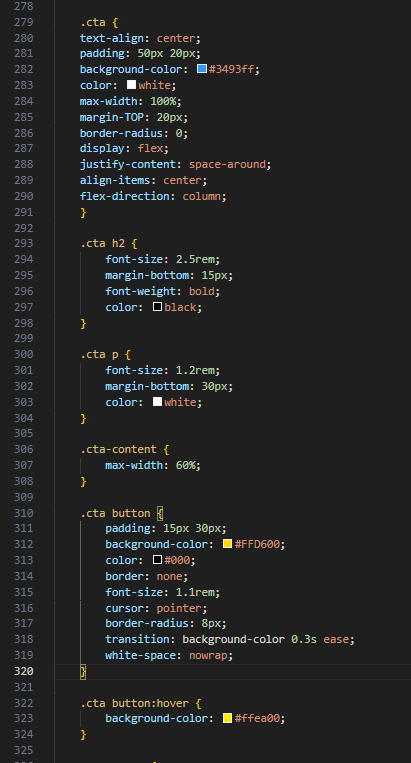 278
279 .cta {
280 text-align: center;
281 padding: 50px 20px;
282 background-color: #3493ff;
283 color: white;
284 max-width: 100%;
285 margin-TOP: 20px;
286 border-radius: 0;
287 display: flex;
288 justify-content: space-around;
289 align-items: center;
290 flex-direction: column;
291 }
292
293 .cta h2 {
294 font-size: 2.5rem;
295 margin-bottom: 15px;
296 font-weight: bold;
297 color: black;
298 }
299
300 .cta p {
301 font-size: 1.2rem;
302 margin-bottom: 30px;
303 color: white;
304 }
305
306 .cta-content {
307 max-width: 60%;
308 }
309
310 .cta button {
311 padding: 15px 30px;
312 background-color: #FFD600;
313 color: #000;
314 border: none;
315 font-size: 1.1rem;
316 cursor: pointer;
317 border-radius: 8px;
318 transition: background-color 0.3s ease;
319 white-space: nowrap;
320 }
321
322 .cta button:hover {
323 background-color: #ffea00;
324 }
325